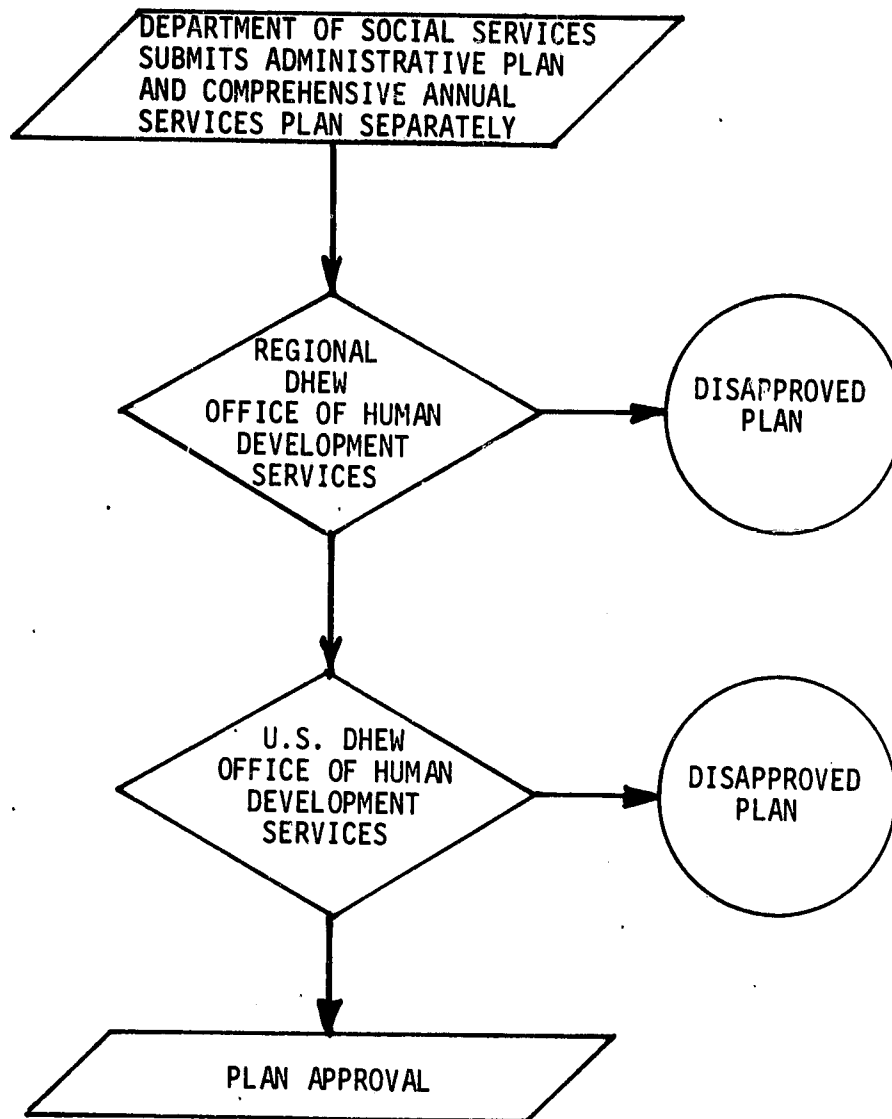 DEPARTMENT OF SOCIAL SERVICES
SUBMITS ADMINISTRATIVE PLAN
AND COMPREHENSIVE ANNUAL
SERVICES PLAN SEPARATELY
REGIONAL
DHEW
OFFICE OF HUMAN
DEVELOPMENT
SERVICES
DISAPPROVED
PLAN
U.S. DHEW
OFFICE OF HUMAN
DEVELOPMENT
SERVICES
DISAPPROVED
PLAN
PLAN APPROVAL